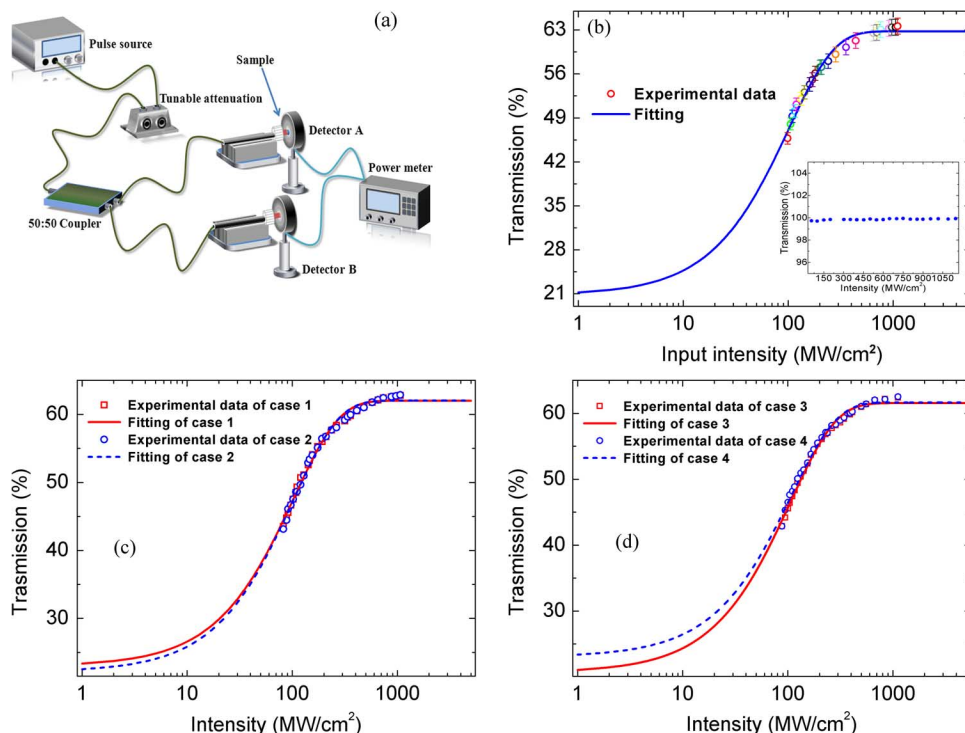 (a)
Pulse source
Sample
Tunable attenuation
Detector A
Power meter
50:50 Coupler
Detector B
(b)
63
56
49
42
35
28
21
Transmission (%)
Experimental data
Fitting
104
102
100
98
96
Transmission (%)
150 300 450 600 750 9001050
Intensity (MW/cm²)
1 10 100 1000
Input intensity (MW/cm²)
60
50
40
30
Trasmission (%)
Experimental data of case 1
Fitting of case 1
Experimental data of case 2
Fitting of case 2
(c)
1 10 100 1000
Intensity (MW/cm²)
60
50
40
30
Trasmission (%)
Experimental data of case 3
Fitting of case 3
Experimental data of case 4
Fitting of case 4
(d)
1 10 100 1000
Intensity (MW/cm²)